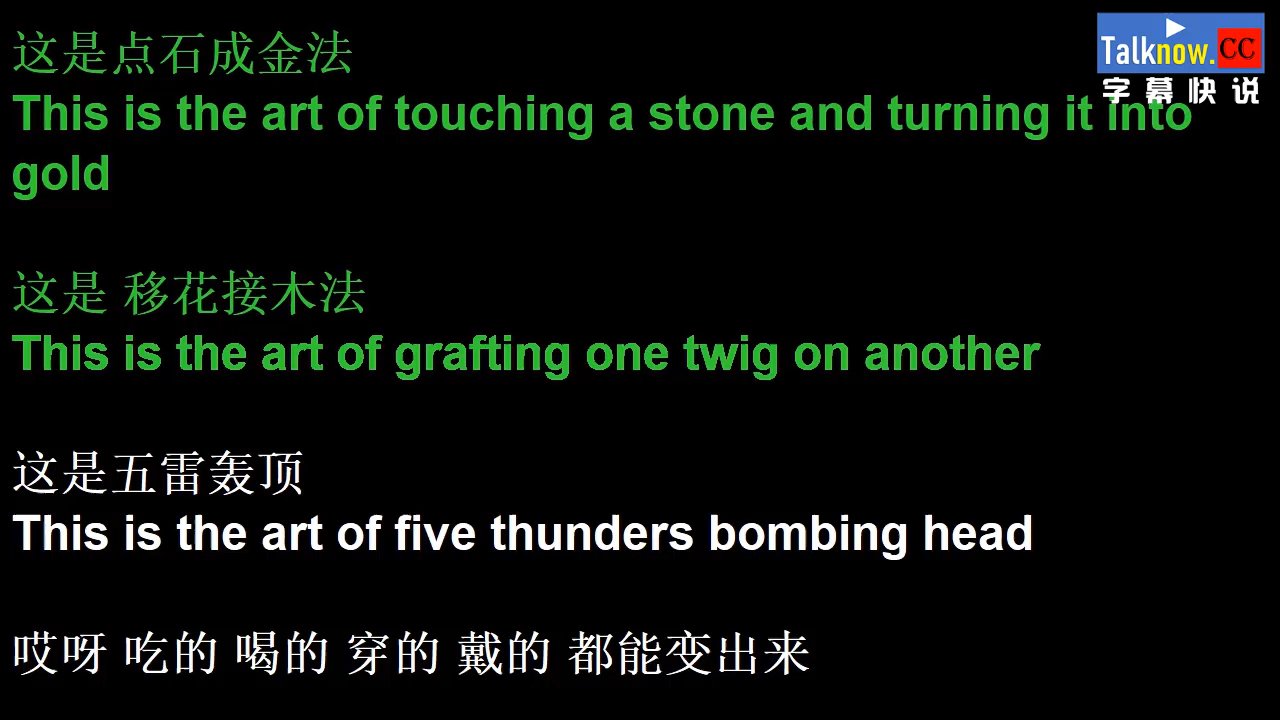 这是点石成金法
Talknow.CC
字幕快说
This is the art of touching a stone and turning it into
gold
这是 移花接木法
This is the art of grafting one twig on another
这是五雷轰顶
This is the art of five thunders bombing head
哎呀 吃的 喝的 穿的 戴的 都能变出来